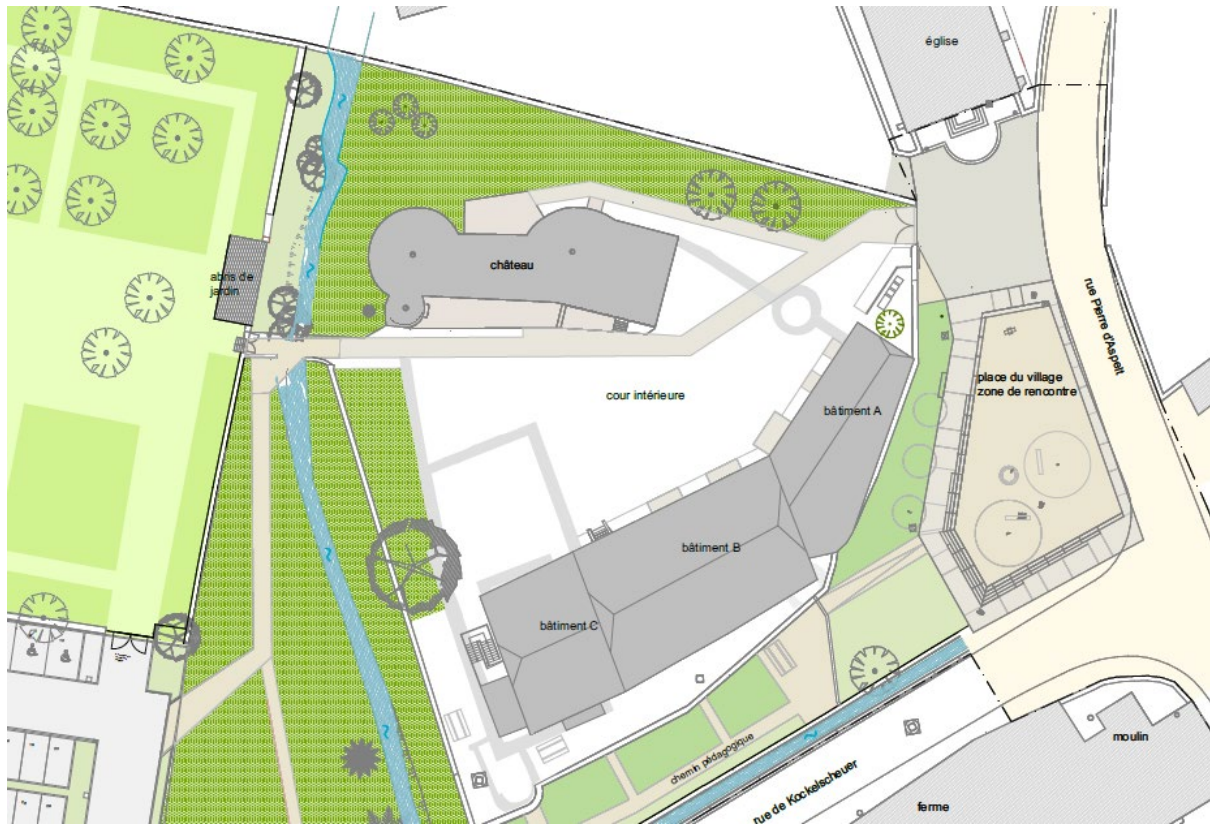 église
abris de
jardin
château
rue Pierre d'Aspelt
place du village
zone de rencontre
cour intérieure
bâtiment A
bâtiment B
bâtiment C
chemin pédagogique
moulin
rue de Kockelscheuer
ferme